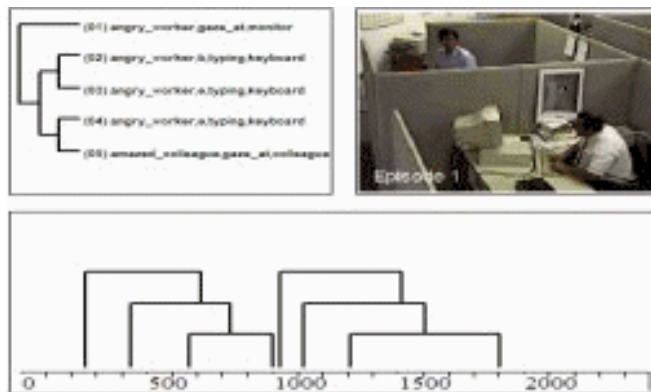 (01) angry_worker,gaze_at,monitor
(02) angry_worker,b,typing,keyboard
(03) angry_worker,a,typing,keyboard
(04) angry_worker,a,typing,keyboard
(05) amazed_colleague,gaze_at,colleague
Episode 1
0 500 1000 1500 2000